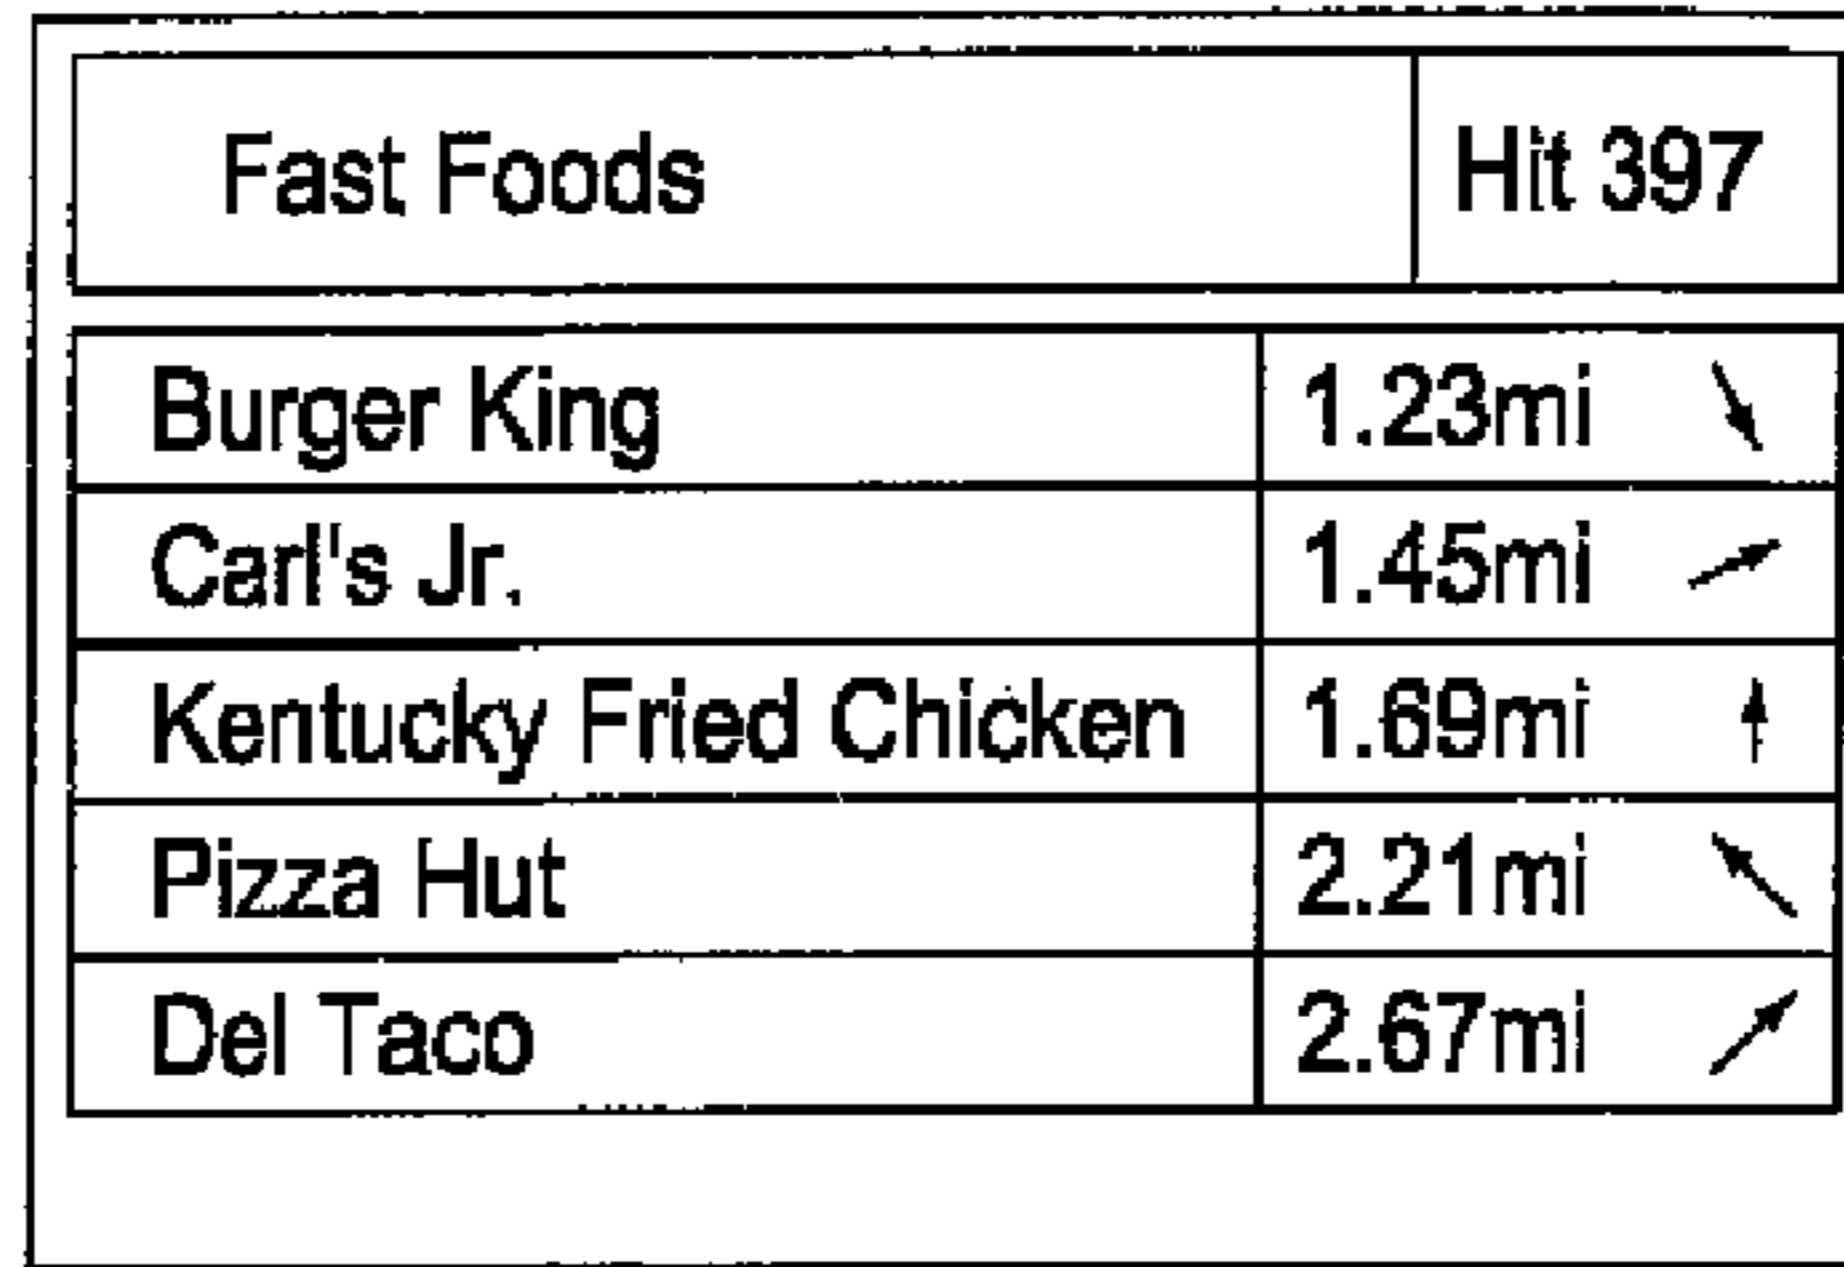 Fast Foods Hit 397
Burger King 1.23mi
Carl's Jr. 1.45mi
Kentucky Fried Chicken 1.69mi
Pizza Hut 2.21mi
Del Taco 2.67mi